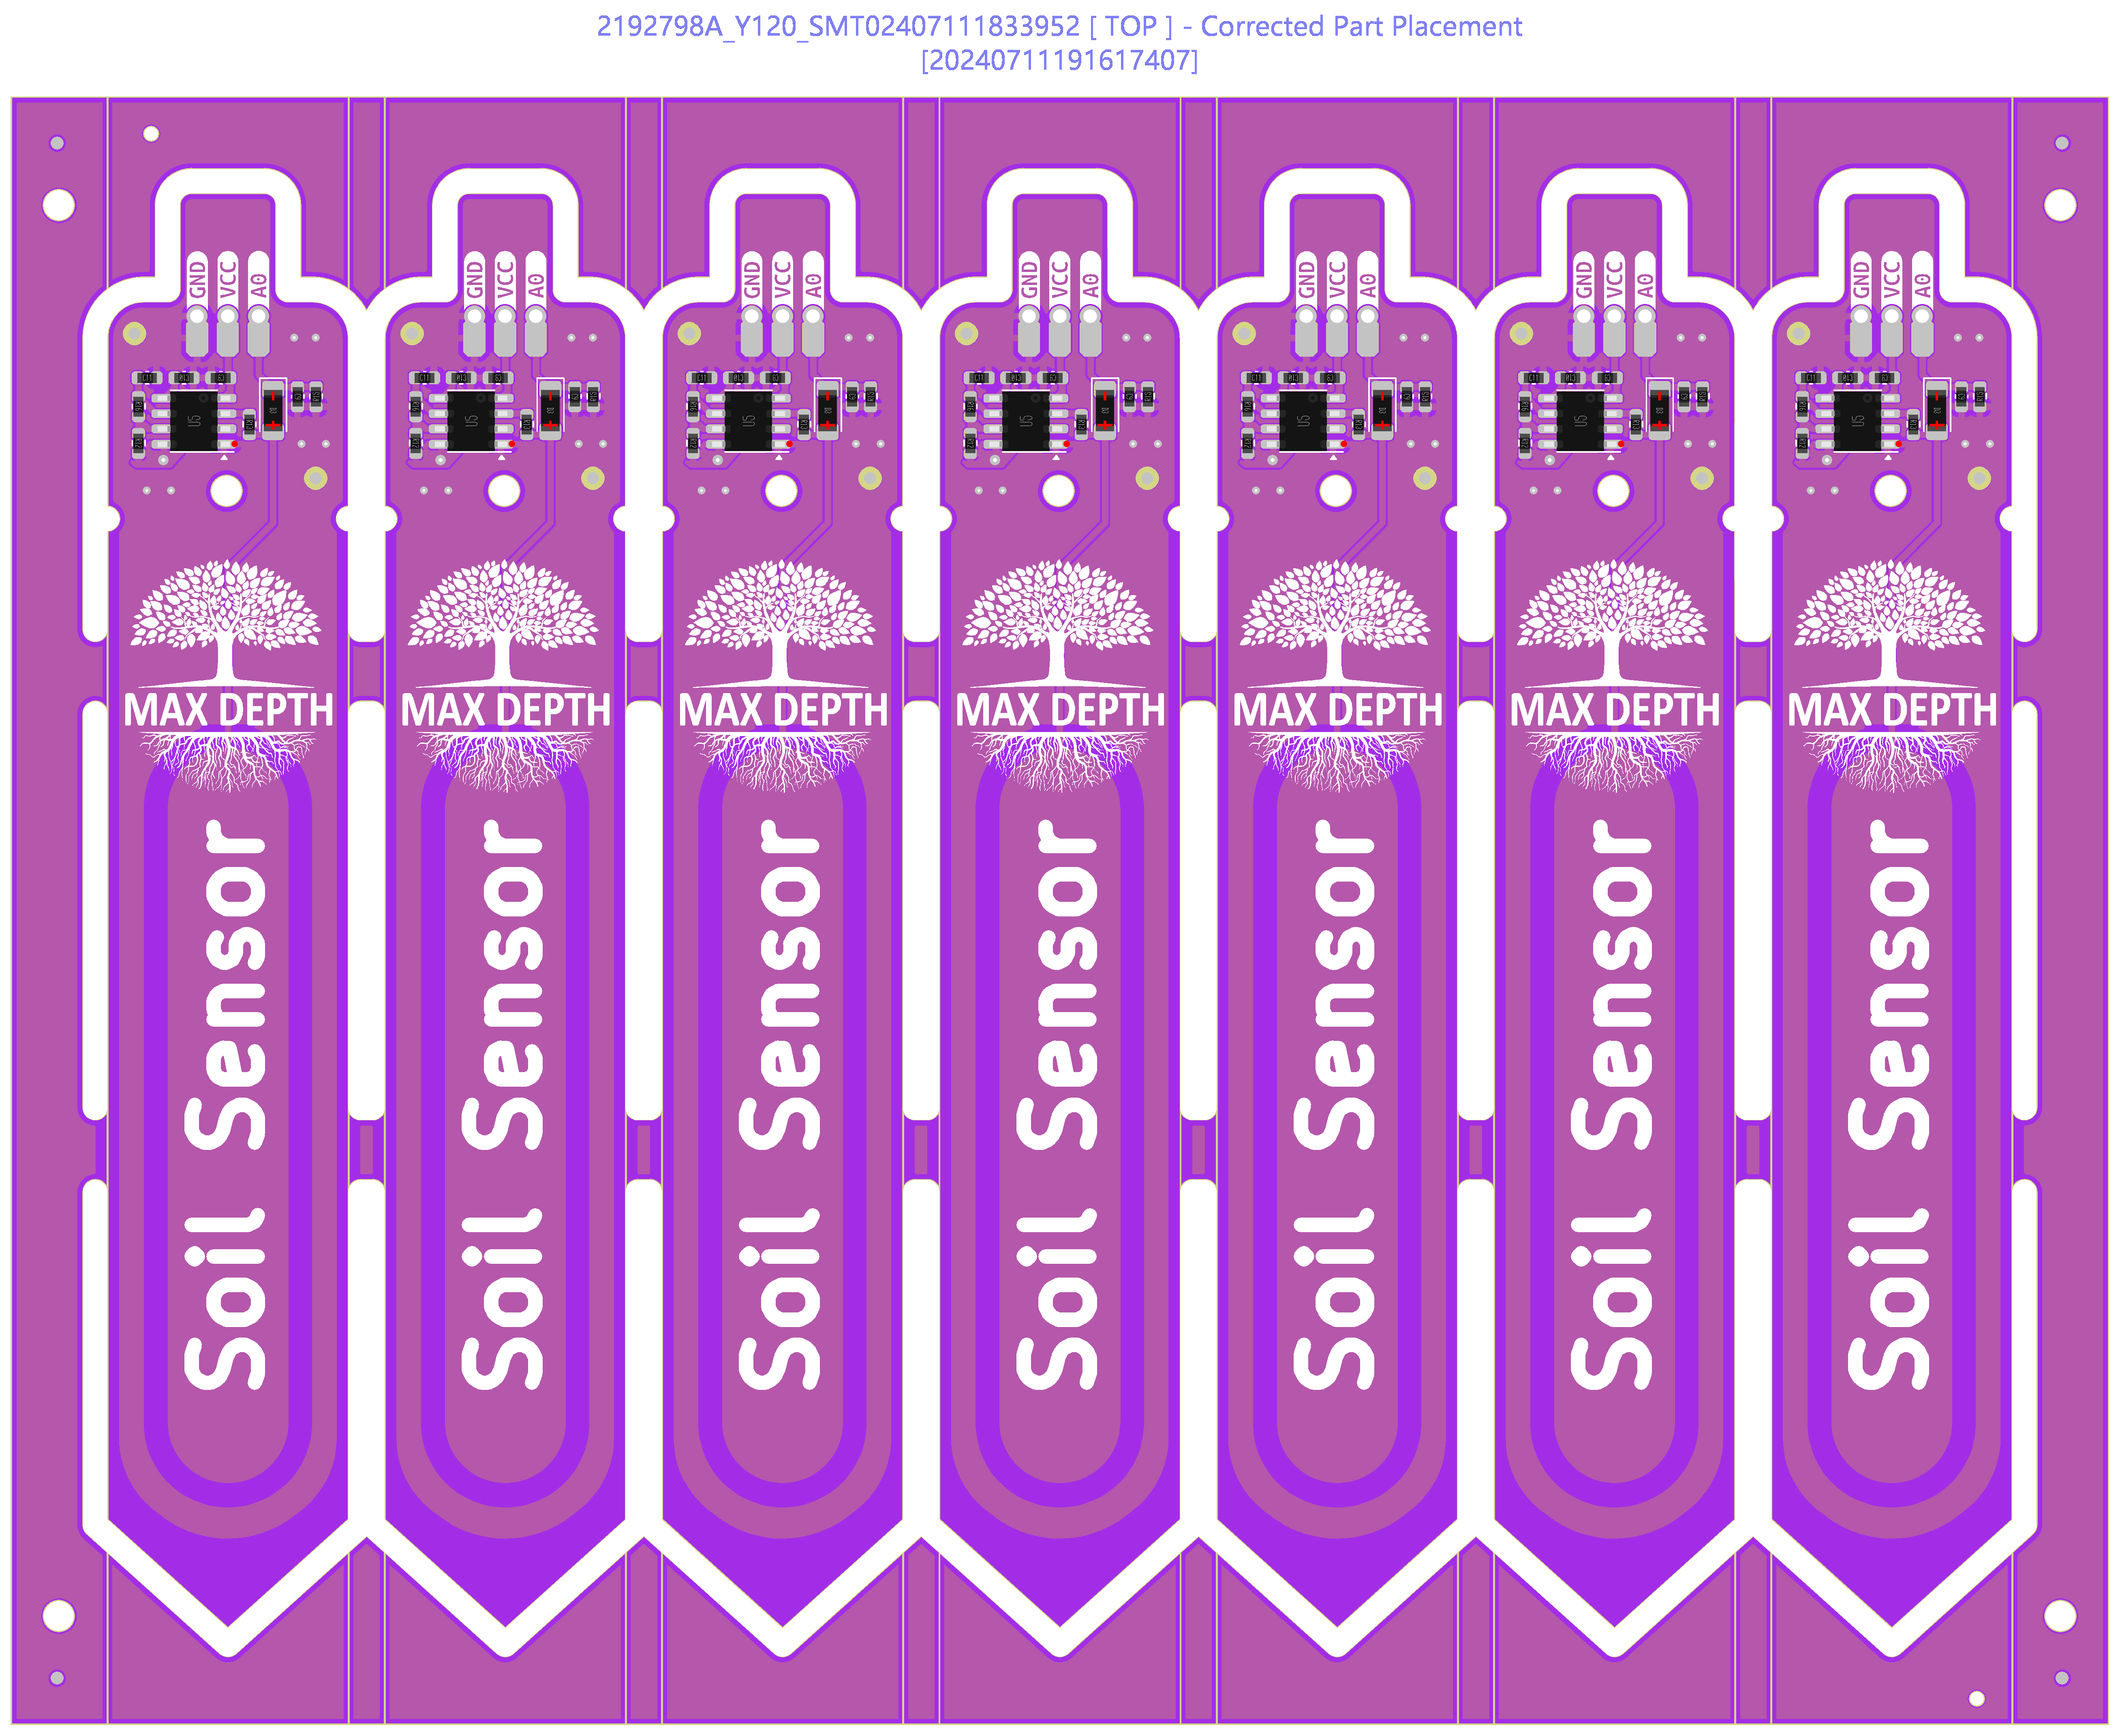 2192798A_Y120_SMT02407111833952 [ TOP ] - Corrected Part Placement
[20240711191617407]
GND VCC A0
GND VCC A0
GND VCC A0
GND VCC A0
GND VCC A0
GND VCC A0
GND VCC A0
U5
U5
U5
U5
U5
U5
U5
MAX DEPTH
MAX DEPTH
MAX DEPTH
MAX DEPTH
MAX DEPTH
MAX DEPTH
MAX DEPTH
Soil Sensor
Soil Sensor
Soil Sensor
Soil Sensor
Soil Sensor
Soil Sensor
Soil Sensor